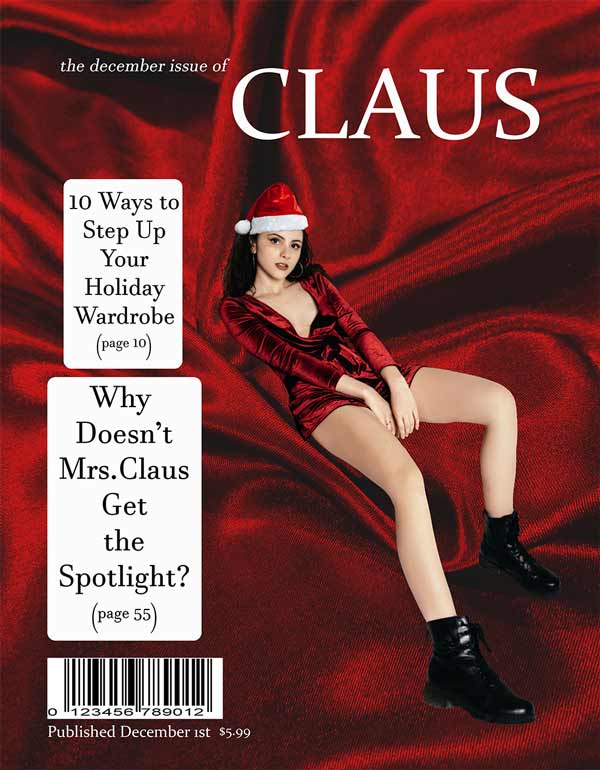 the december issue of
CLAUS
10 Ways to
Step Up
Your
Holiday
Wardrobe
(page 10)
Why
Doesn't
Mrs.Claus
Get
the
Spotlight?
(page 55)
0 123456 789012
Published December 1st $5.99